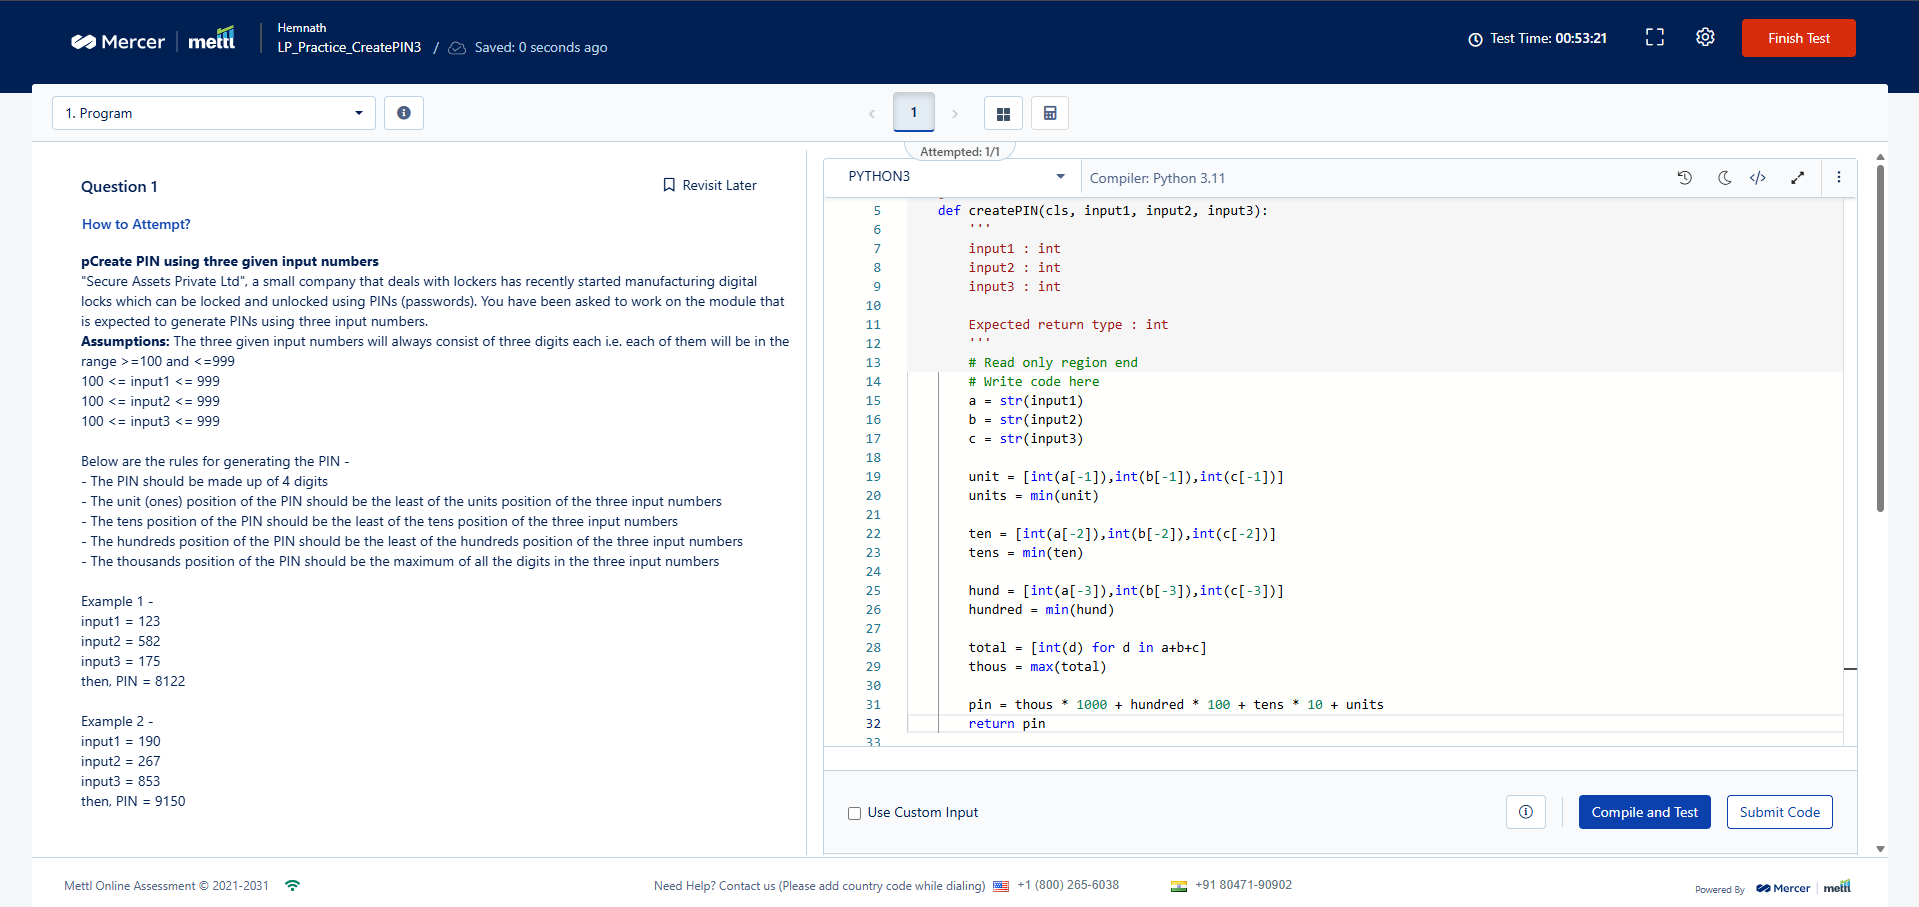 Mercer | mettl
Hemnath
LP_Practice_CreatePIN3 / Saved: 0 seconds ago
Test Time: 00:53:21
Finish Test
1. Program
1
Attempted: 1/1
Question 1
Revisit Later
How to Attempt?
pCreate PIN using three given input numbers
"Secure Assets Private Ltd", a small company that deals with lockers has recently started manufacturing digital
locks which can be locked and unlocked using PINs (passwords). You have been asked to work on the module that
is expected to generate PINs using three input numbers.
Assumptions: The three given input numbers will always consist of three digits each i.e. each of them will be in the
range >=100 and <=999
100 <= input1 <= 999
100 <= input2 <= 999
100 <= input3 <= 999
Below are the rules for generating the PIN -
- The PIN should be made up of 4 digits
- The unit (ones) position of the PIN should be the least of the units position of the three input numbers
- The tens position of the PIN should be the least of the tens position of the three input numbers
- The hundreds position of the PIN should be the least of the hundreds position of the three input numbers
- The thousands position of the PIN should be the maximum of all the digits in the three input numbers
Example 1 -
input1 = 123
input2 = 582
input3 = 175
then, PIN = 8122
Example 2 -
input1 = 190
input2 = 267
input3 = 853
then, PIN = 9150
PYTHON3
Compiler: Python 3.11
5 def createPIN(cls, input1, input2, input3):
6 '''
7 input1 : int
8 input2 : int
9 input3 : int
10
11 Expected return type : int
12 '''
13 # Read only region end
14 # Write code here
15 a = str(input1)
16 b = str(input2)
17 c = str(input3)
18
19 unit = [int(a[-1]),int(b[-1]),int(c[-1])]
20 units = min(unit)
21
22 ten = [int(a[-2]),int(b[-2]),int(c[-2])]
23 tens = min(ten)
24
25 hund = [int(a[-3]),int(b[-3]),int(c[-3])]
26 hundred = min(hund)
27
28 total = [int(d) for d in a+b+c]
29 thous = max(total)
30
31 pin = thous * 1000 + hundred * 100 + tens * 10 + units
32 return pin
33
Use Custom Input
Compile and Test
Submit Code
Mettl Online Assessment © 2021-2031
Need Help? Contact us (Please add country code while dialing) +1 (800) 265-6038
+91 80471-90902
Powered By Mercer | mettl